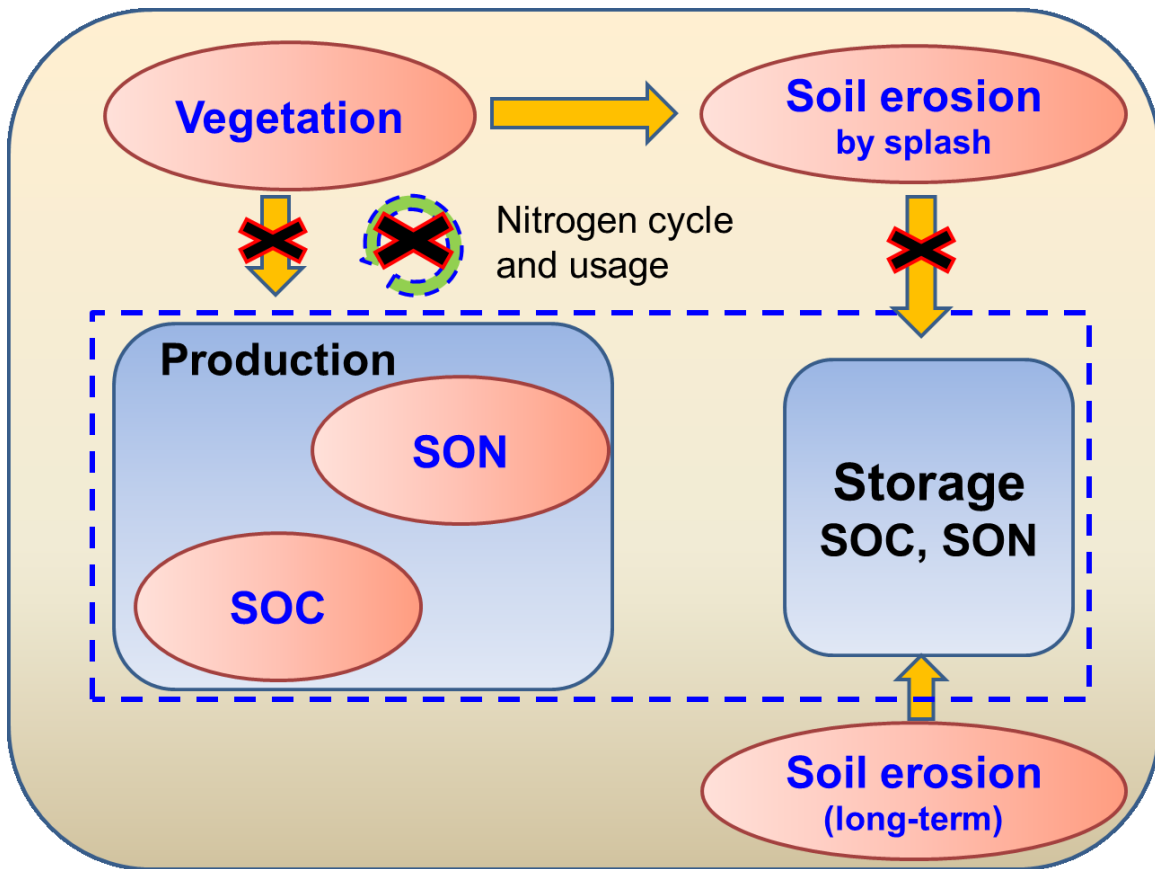 Vegetation
Soil erosion
by splash
Nitrogen cycle
and usage
Production
SON
SOC
Storage
SOC, SON
Soil erosion
(long-term)